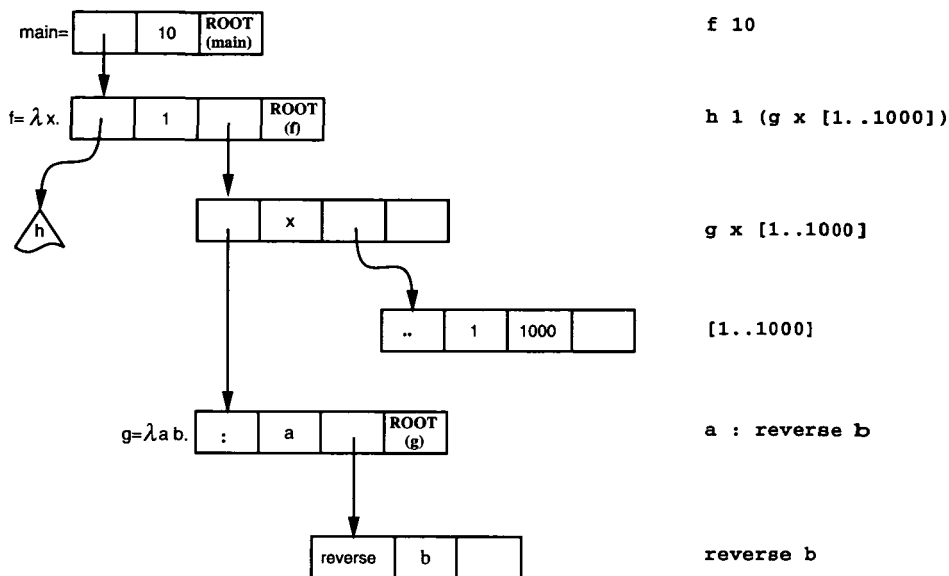 main= 10 ROOT (main) f 10
f= λ x. 1 ROOT (f) h 1 (g x [1..1000])
h
x g x [1..1000]
.. 1 1000 [1..1000]
g=λ a b. : a ROOT (g) a : reverse b
reverse b reverse b